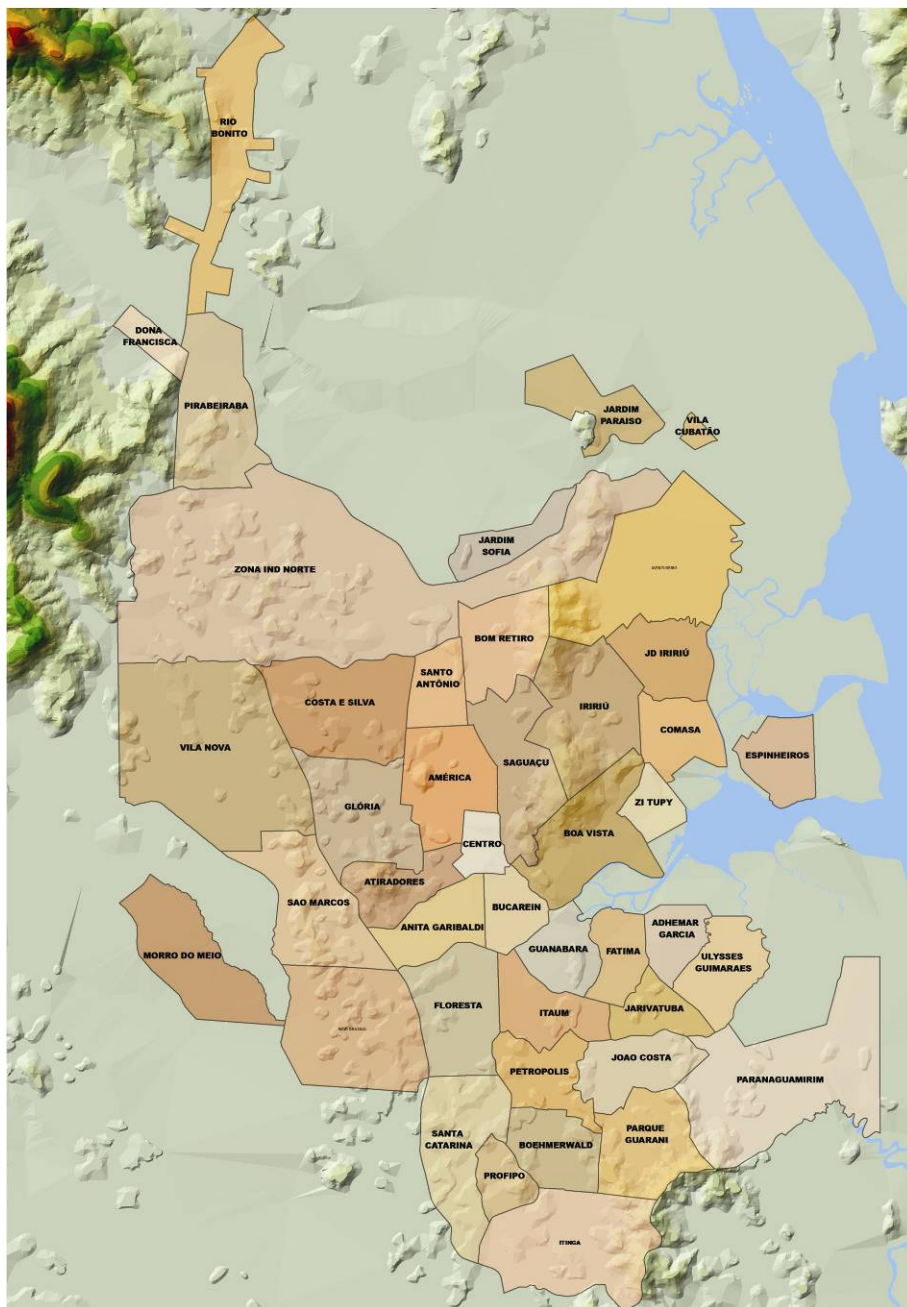 RIO
BONITO
DONA
FRANCISCA
PIRABEIRABA
JARDIM
PARAISO
VILA
CUBATÃO
JARDIM
SOFIA
ZONA IND NORTE
BOM RETIRO
JD IRIRIÚ
SANTO
ANTÔNIO
COSTA E SILVA
IRIRIÚ
COMASA
VILA NOVA
ESPINHEIROS
SAGUAÇU
AMÉRICA
GLÓRIA
ZI TUPY
BOA VISTA
CENTRO
ATIRADORES
SAO MARCOS
BUCAREIN
ANITA GARIBALDI
ADHEMAR
GARCIA
GUANABARA
FATIMA
ULYSSES
GUIMARAES
MORRO DO MEIO
FLORESTA
ITAUM
JARIVATUBA
JOAO COSTA
PETROPOLIS
PARANAGUAMIRIM
PARQUE
GUARANI
SANTA
CATARINA
BOEHMERWALD
PROFIPO
ITINGA